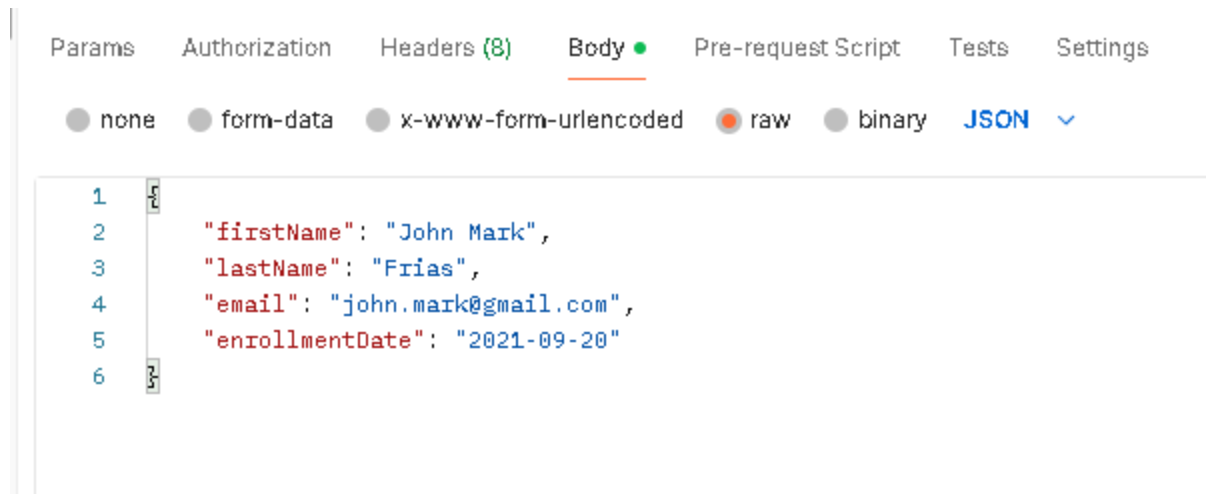 Params Authorization Headers (8) Body Pre-request Script Tests Settings
none form-data x-www-form-urlencoded raw binary JSON
1 {
2 "firstName": "John Mark",
3 "lastName": "Frias",
4 "email": "john.mark@gmail.com",
5 "enrollmentDate": "2021-09-20"
6 }